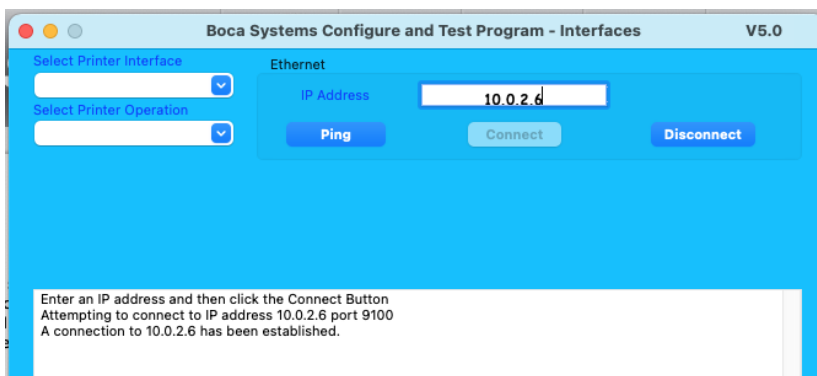 Boca Systems Configure and Test Program - Interfaces V5.0
Select Printer Interface
Select Printer Operation
Ethernet
IP Address 10.0.2.6
Ping Connect Disconnect
Enter an IP address and then click the Connect Button
Attempting to connect to IP address 10.0.2.6 port 9100
A connection to 10.0.2.6 has been established.